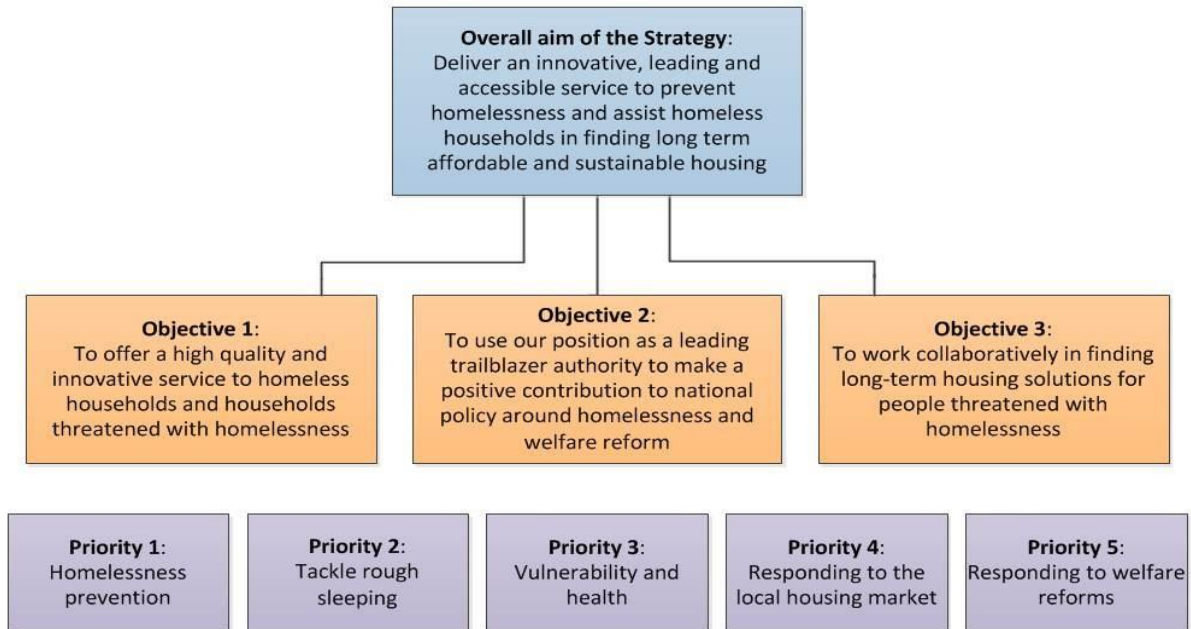 Overall aim of the Strategy:
Deliver an innovative, leading and
accessible service to prevent
homelessness and assist homeless
households in finding long term
affordable and sustainable housing
Objective 1:
To offer a high quality and
innovative service to homeless
households and households
threatened with homelessness
Objective 2:
To use our position as a leading
trailblazer authority to make a
positive contribution to national
policy around homelessness and
welfare reform
Objective 3:
To work collaboratively in finding
long-term housing solutions for
people threatened with
homelessness
Priority 1:
Homelessness
prevention
Priority 2:
Tackle rough
sleeping
Priority 3:
Vulnerability and
health
Priority 4:
Responding to the
local housing market
Priority 5:
Responding to welfare
reforms